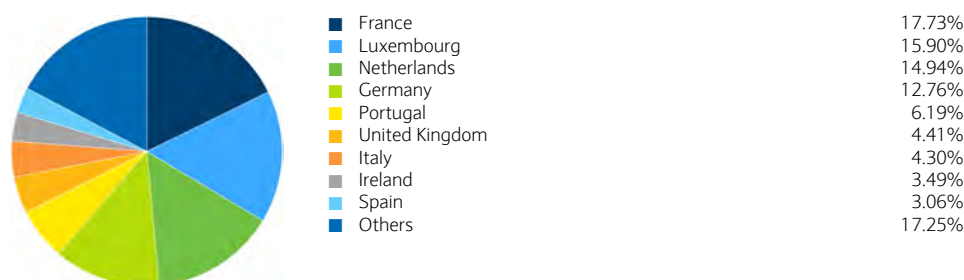 France 17.73%
Luxembourg 15.90%
Netherlands 14.94%
Germany 12.76%
Portugal 6.19%
United Kingdom 4.41%
Italy 4.30%
Ireland 3.49%
Spain 3.06%
Others 17.25%